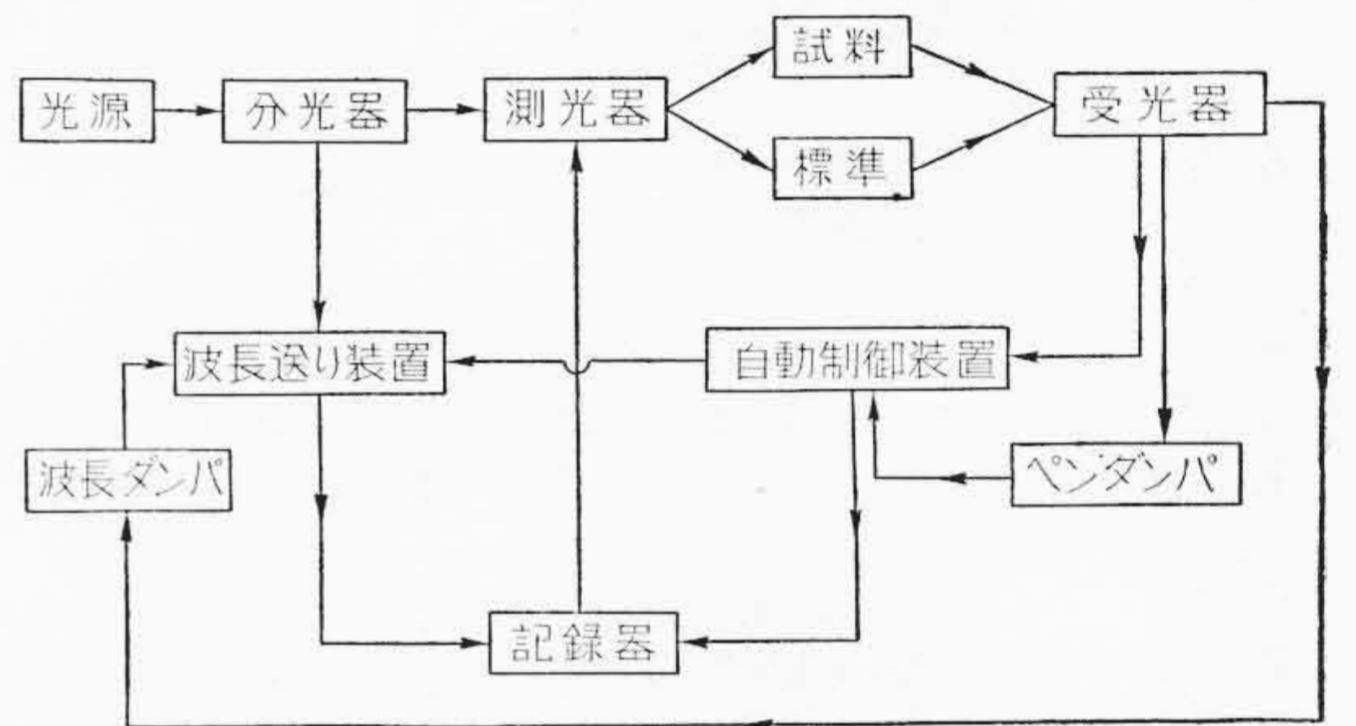 光源
分光器
測光器
試料
標準
受光器
波長送り装置
自動制御装置
波長ダンパ
ペンダンパ
記録器